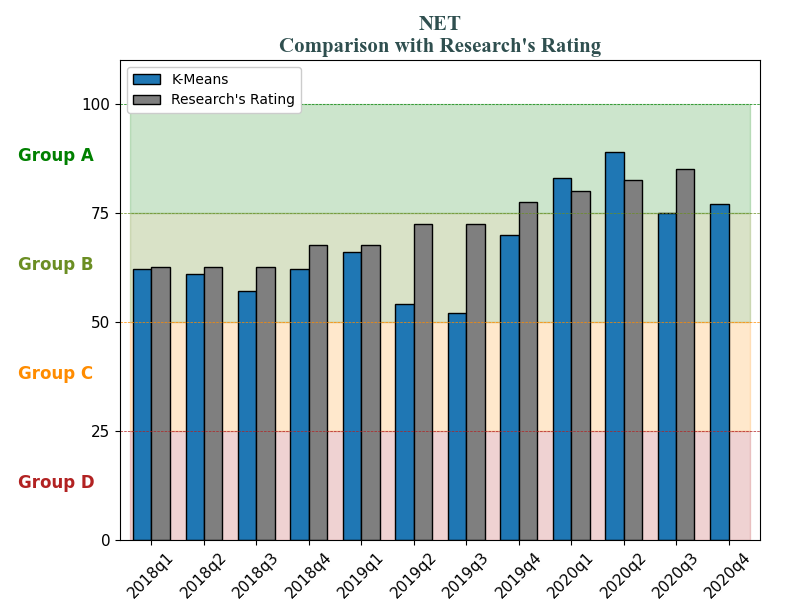 NET
Comparison with Research's Rating
K-Means
Research's Rating
100
Group A
75
Group B
50
Group C
25
Group D
0
2018q1
2018q2
2018q3
2018q4
2019q1
2019q2
2019q3
2019q4
2020q1
2020q2
2020q3
2020q4